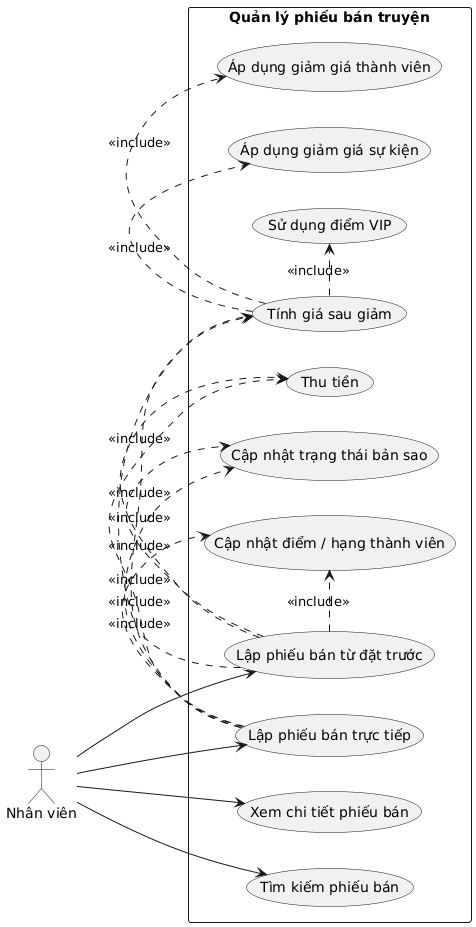 Quản lý phiếu bán truyện
Áp dụng giảm giá thành viên
«include»
Áp dụng giảm giá sự kiện
Sử dụng điểm VIP
«include»
«include»
Tính giá sau giảm
Thu tiền
«include»
Cập nhật trạng thái bản sao
«include»
«include»
Cập nhật điểm / hạng thành viên
«include»
«include»
«include»
«include»
«include»
Lập phiếu bán từ đặt trước
Lập phiếu bán trực tiếp
Nhân viên
Xem chi tiết phiếu bán
Tìm kiếm phiếu bán